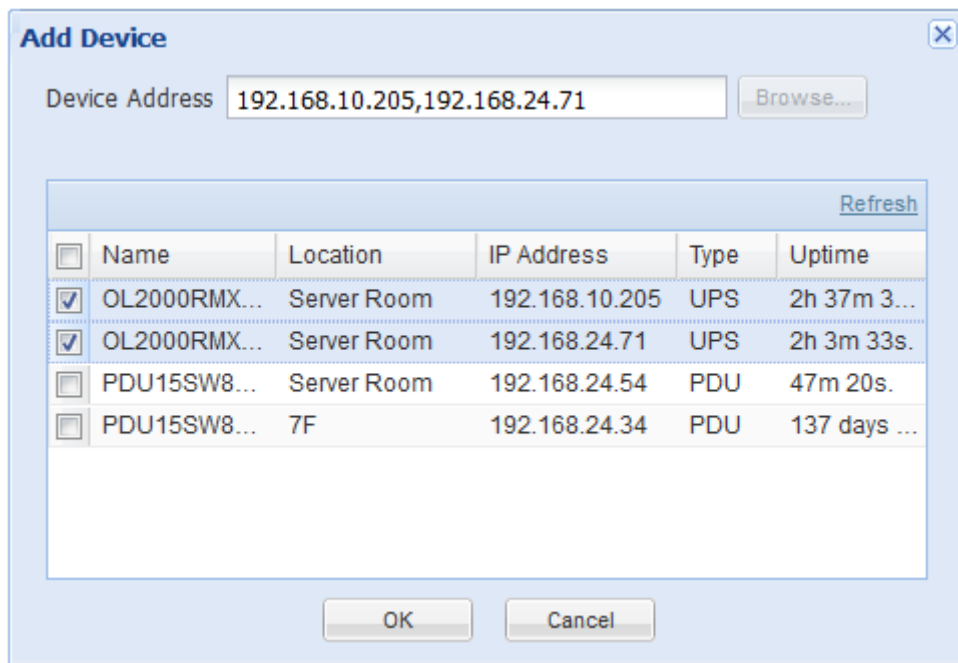 Add Device
Device Address 192.168.10.205,192.168.24.71 Browse...
Refresh
Name Location IP Address Type Uptime
OL2000RMX... Server Room 192.168.10.205 UPS 2h 37m 3...
OL2000RMX... Server Room 192.168.24.71 UPS 2h 3m 33s.
PDU15SW8... Server Room 192.168.24.54 PDU 47m 20s.
PDU15SW8... 7F 192.168.24.34 PDU 137 days ...
OK Cancel